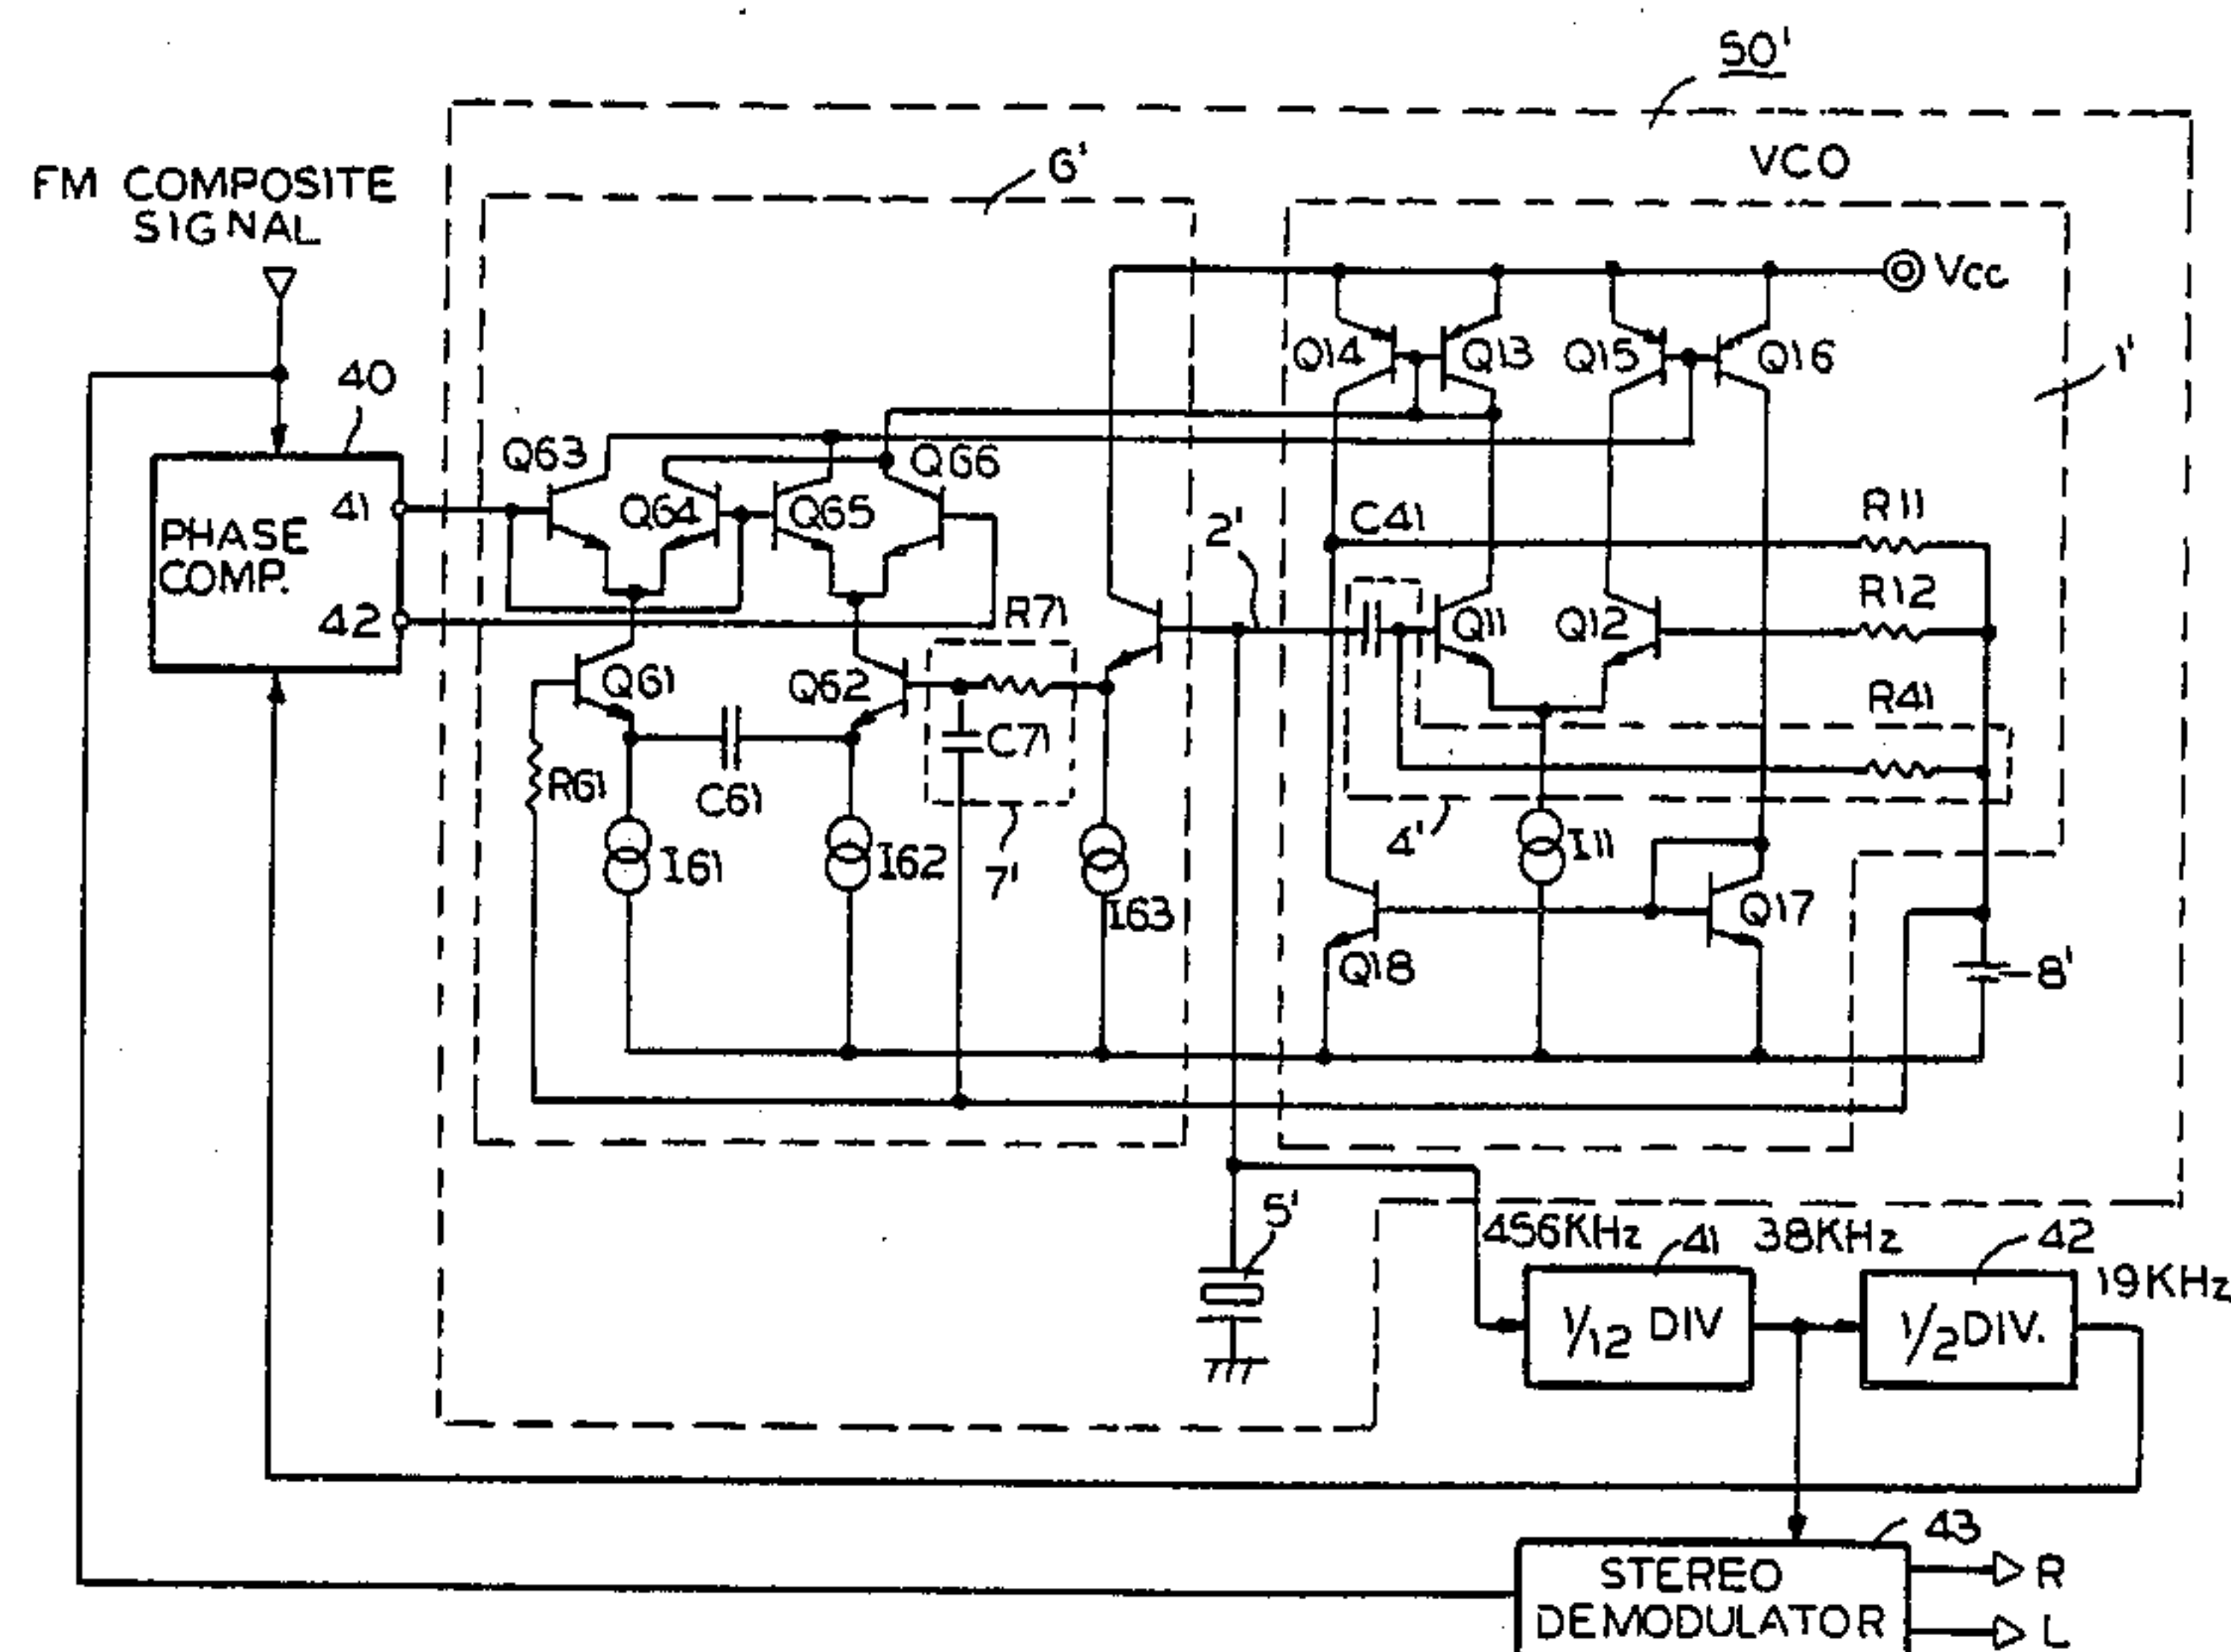 50'
VCO
6'
FM COMPOSITE
SIGNAL
Vcc
Q14
Q13
Q15
Q16
1'
40
Q63
Q66
41
Q64
Q65
C41
R11
2'
PHASE
COMP.
R12
42
R71
Q11
Q12
Q61
Q62
R41
C71
R61
C61
4'
I11
I61
I62
7'
I63
Q17
Q18
8'
5'
456KHz
41
38KHz
42
19KHz
1/12 DIV
1/2 DIV.
43
STEREO
DEMODULATOR
R
L